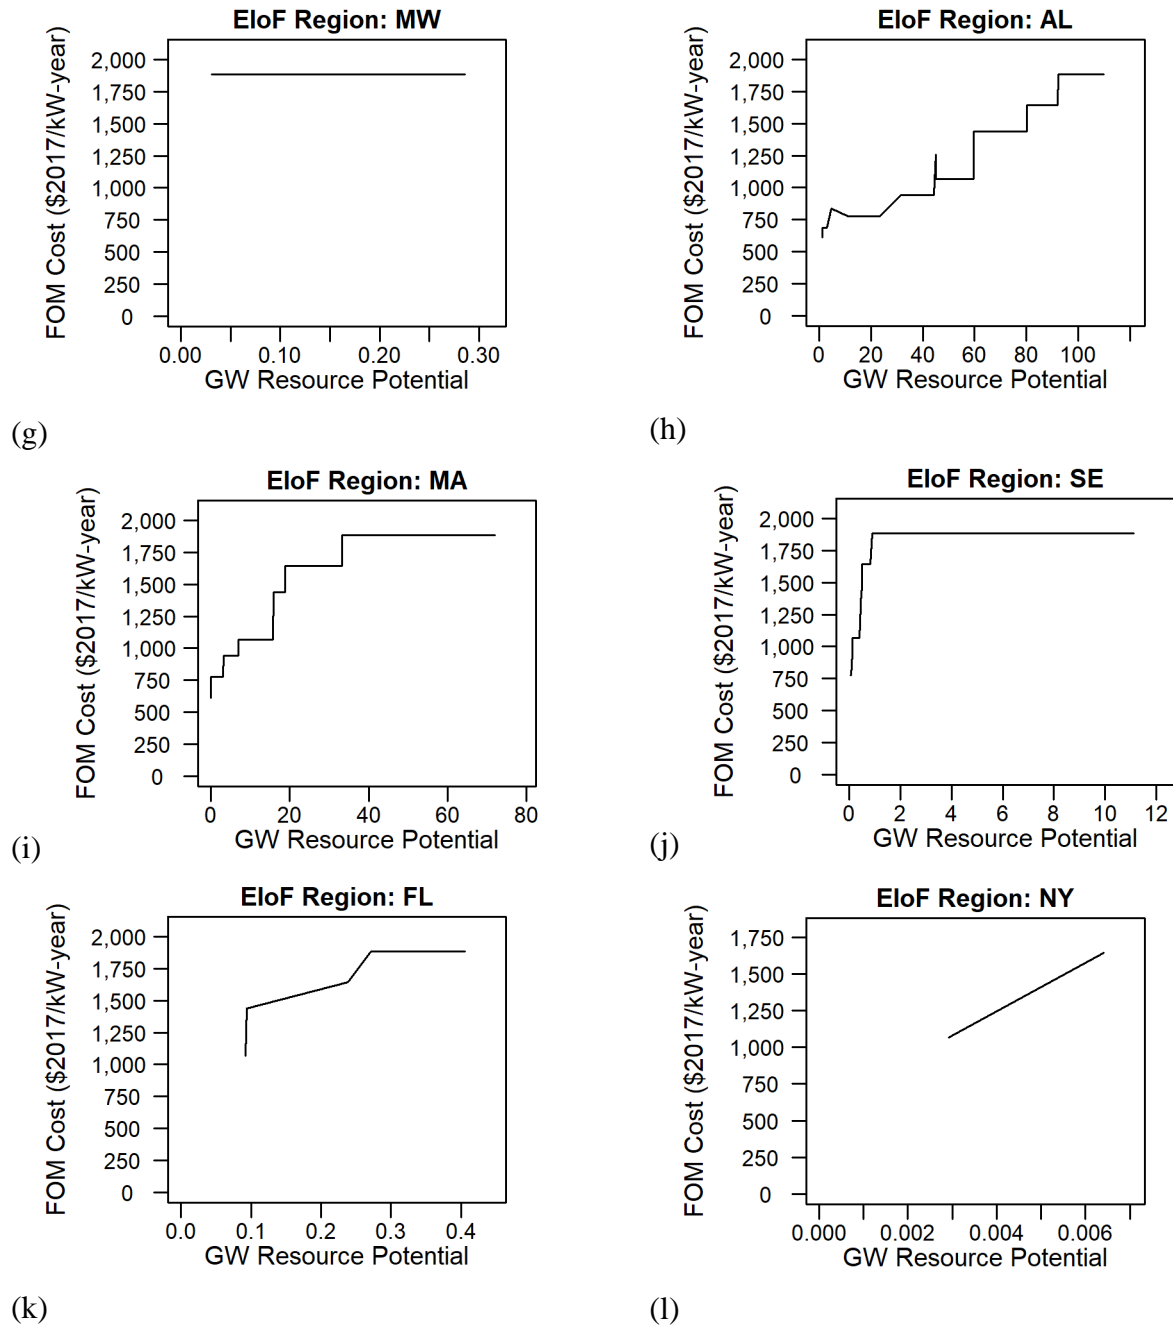 EIoF Region: MW
FOM Cost ($2017/kW-year)
2,000
1,750
1,500
1,250
1,000
750
500
250
0
0.00 0.10 0.20 0.30
GW Resource Potential
(g)
EIoF Region: AL
FOM Cost ($2017/kW-year)
2,000
1,750
1,500
1,250
1,000
750
500
250
0
0 20 40 60 80 100
GW Resource Potential
(h)
EIoF Region: MA
FOM Cost ($2017/kW-year)
2,000
1,750
1,500
1,250
1,000
750
500
250
0
0 20 40 60 80
GW Resource Potential
(i)
EIoF Region: SE
FOM Cost ($2017/kW-year)
2,000
1,750
1,500
1,250
1,000
750
500
250
0
0 2 4 6 8 10 12
GW Resource Potential
(j)
EIoF Region: FL
FOM Cost ($2017/kW-year)
2,000
1,750
1,500
1,250
1,000
750
500
250
0
0.0 0.1 0.2 0.3 0.4
GW Resource Potential
(k)
EIoF Region: NY
FOM Cost ($2017/kW-year)
1,750
1,500
1,250
1,000
750
500
250
0
0.000 0.002 0.004 0.006
GW Resource Potential
(l)